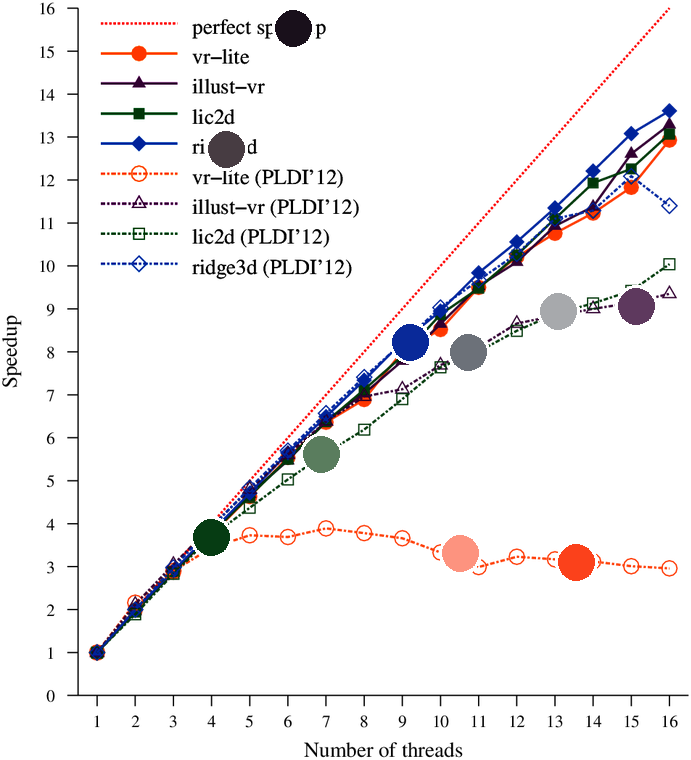 16
15
14
13
12
11
10
9
8
7
6
5
4
3
2
1
0
Speedup
perfect
vr−lite
illust−vr
lic2d
vr−lite (PLDI'12)
illust−vr (PLDI'12)
lic2d (PLDI'12)
ridge3d (PLDI'12)
1 2 3 4 5 6 7 8 9 10 11 12 13 14 15 16
Number of threads